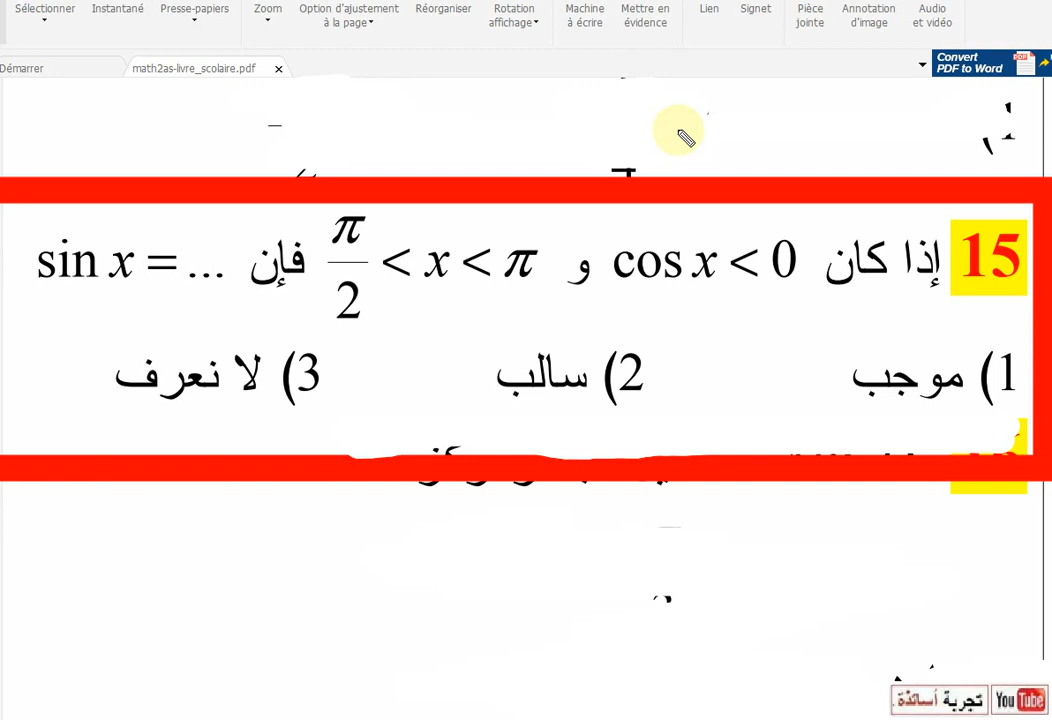 Sélectionner Instantané Presse-papiers Zoom Option d'ajustement à la page Réorganiser Rotation affichage Machine à écrire Mettre en évidence Lien Signet Pièce jointe Annotation d'image Audio et vidéo
Démarrer math2as-livre_scolaire.pdf × Convert PDF to Word
15 إذا كان cos x < 0 و π/2 < x < π فإن sin x = ...
1) موجب 2) سالب 3) لا نعرف
تجربة أساتذة. YouTube